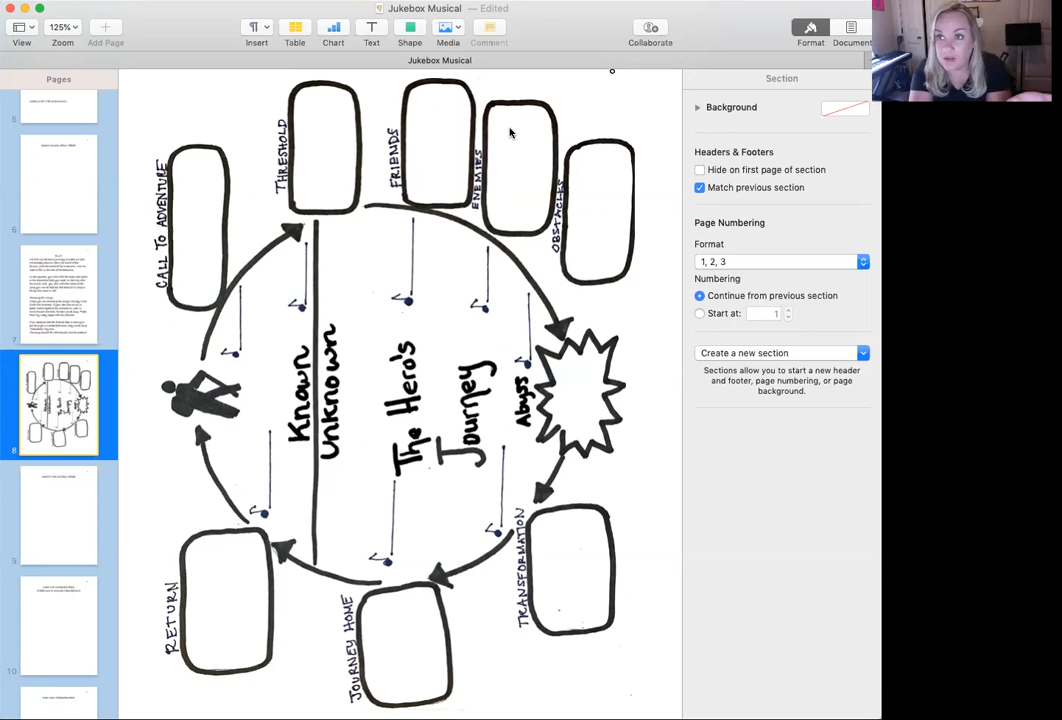 Jukebox Musical — Edited
125%
View
Zoom
Add Page
Insert
Table
Chart
Text
Shape
Media
Comment
Collaborate
Format
Document
Jukebox Musical
Pages
5
6
7
8
9
10
CALL TO ADVENTURE
THRESHOLD
FRIENDS
ENEMIES
OBSTACLES
Known
Unknown
The Hero's
Journey
Abyss
TRANSFORMATION
JOURNEY HOME
RETURN
Section
Background
Headers & Footers
Hide on first page of section
Match previous section
Page Numbering
Format
1, 2, 3
Numbering
Continue from previous section
Start at: 1
Create a new section
Sections allow you to start a new header
and footer, page numbering, or page
background.